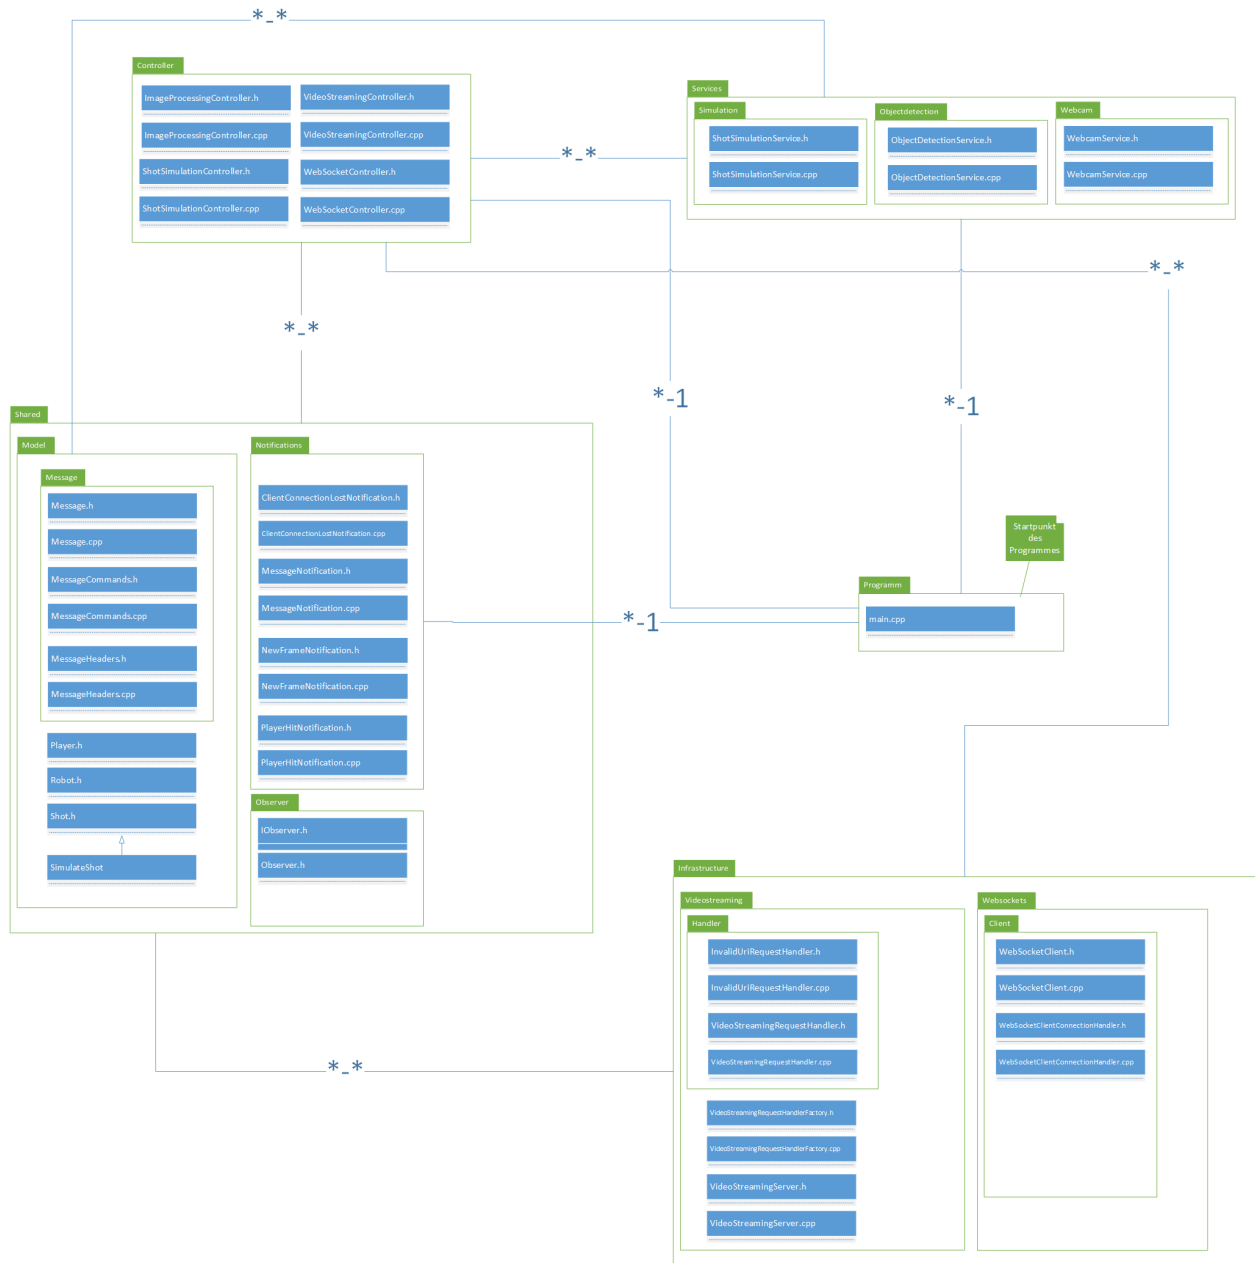 *-*
Controller
ImageProcessingController.h
VideoStreamingController.h
ImageProcessingController.cpp
VideoStreamingController.cpp
ShotSimulationController.h
WebSocketController.h
ShotSimulationController.cpp
WebSocketController.cpp
*-*
Services
Simulation
ShotSimulationService.h
ShotSimulationService.cpp
Objectdetection
ObjectDetectionService.h
ObjectDetectionService.cpp
Webcam
WebcamService.h
WebcamService.cpp
*-*
*-*
*-1
*-1
Shared
Model
Message
Message.h
Message.cpp
MessageCommands.h
MessageCommands.cpp
MessageHeaders.h
MessageHeaders.cpp
Player.h
Robot.h
Shot.h
SimulateShot
Notifications
ClientConnectionLostNotification.h
ClientConnectionLostNotification.cpp
MessageNotification.h
MessageNotification.cpp
NewFrameNotification.h
NewFrameNotification.cpp
PlayerHitNotification.h
PlayerHitNotification.cpp
Observer
IObserver.h
Observer.h
*-1
Startpunkt
des
Programmes
Programm
main.cpp
*-*
Infrastructure
Videostreaming
Handler
InvalidUriRequestHandler.h
InvalidUriRequestHandler.cpp
VideoStreamingRequestHandler.h
VideoStreamingRequestHandler.cpp
VideoStreamingRequestHandlerFactory.h
VideoStreamingRequestHandlerFactory.cpp
VideoStreamingServer.h
VideoStreamingServer.cpp
Websockets
Client
WebSocketClient.h
WebSocketClient.cpp
WebSocketClientConnectionHandler.h
WebSocketClientConnectionHandler.cpp